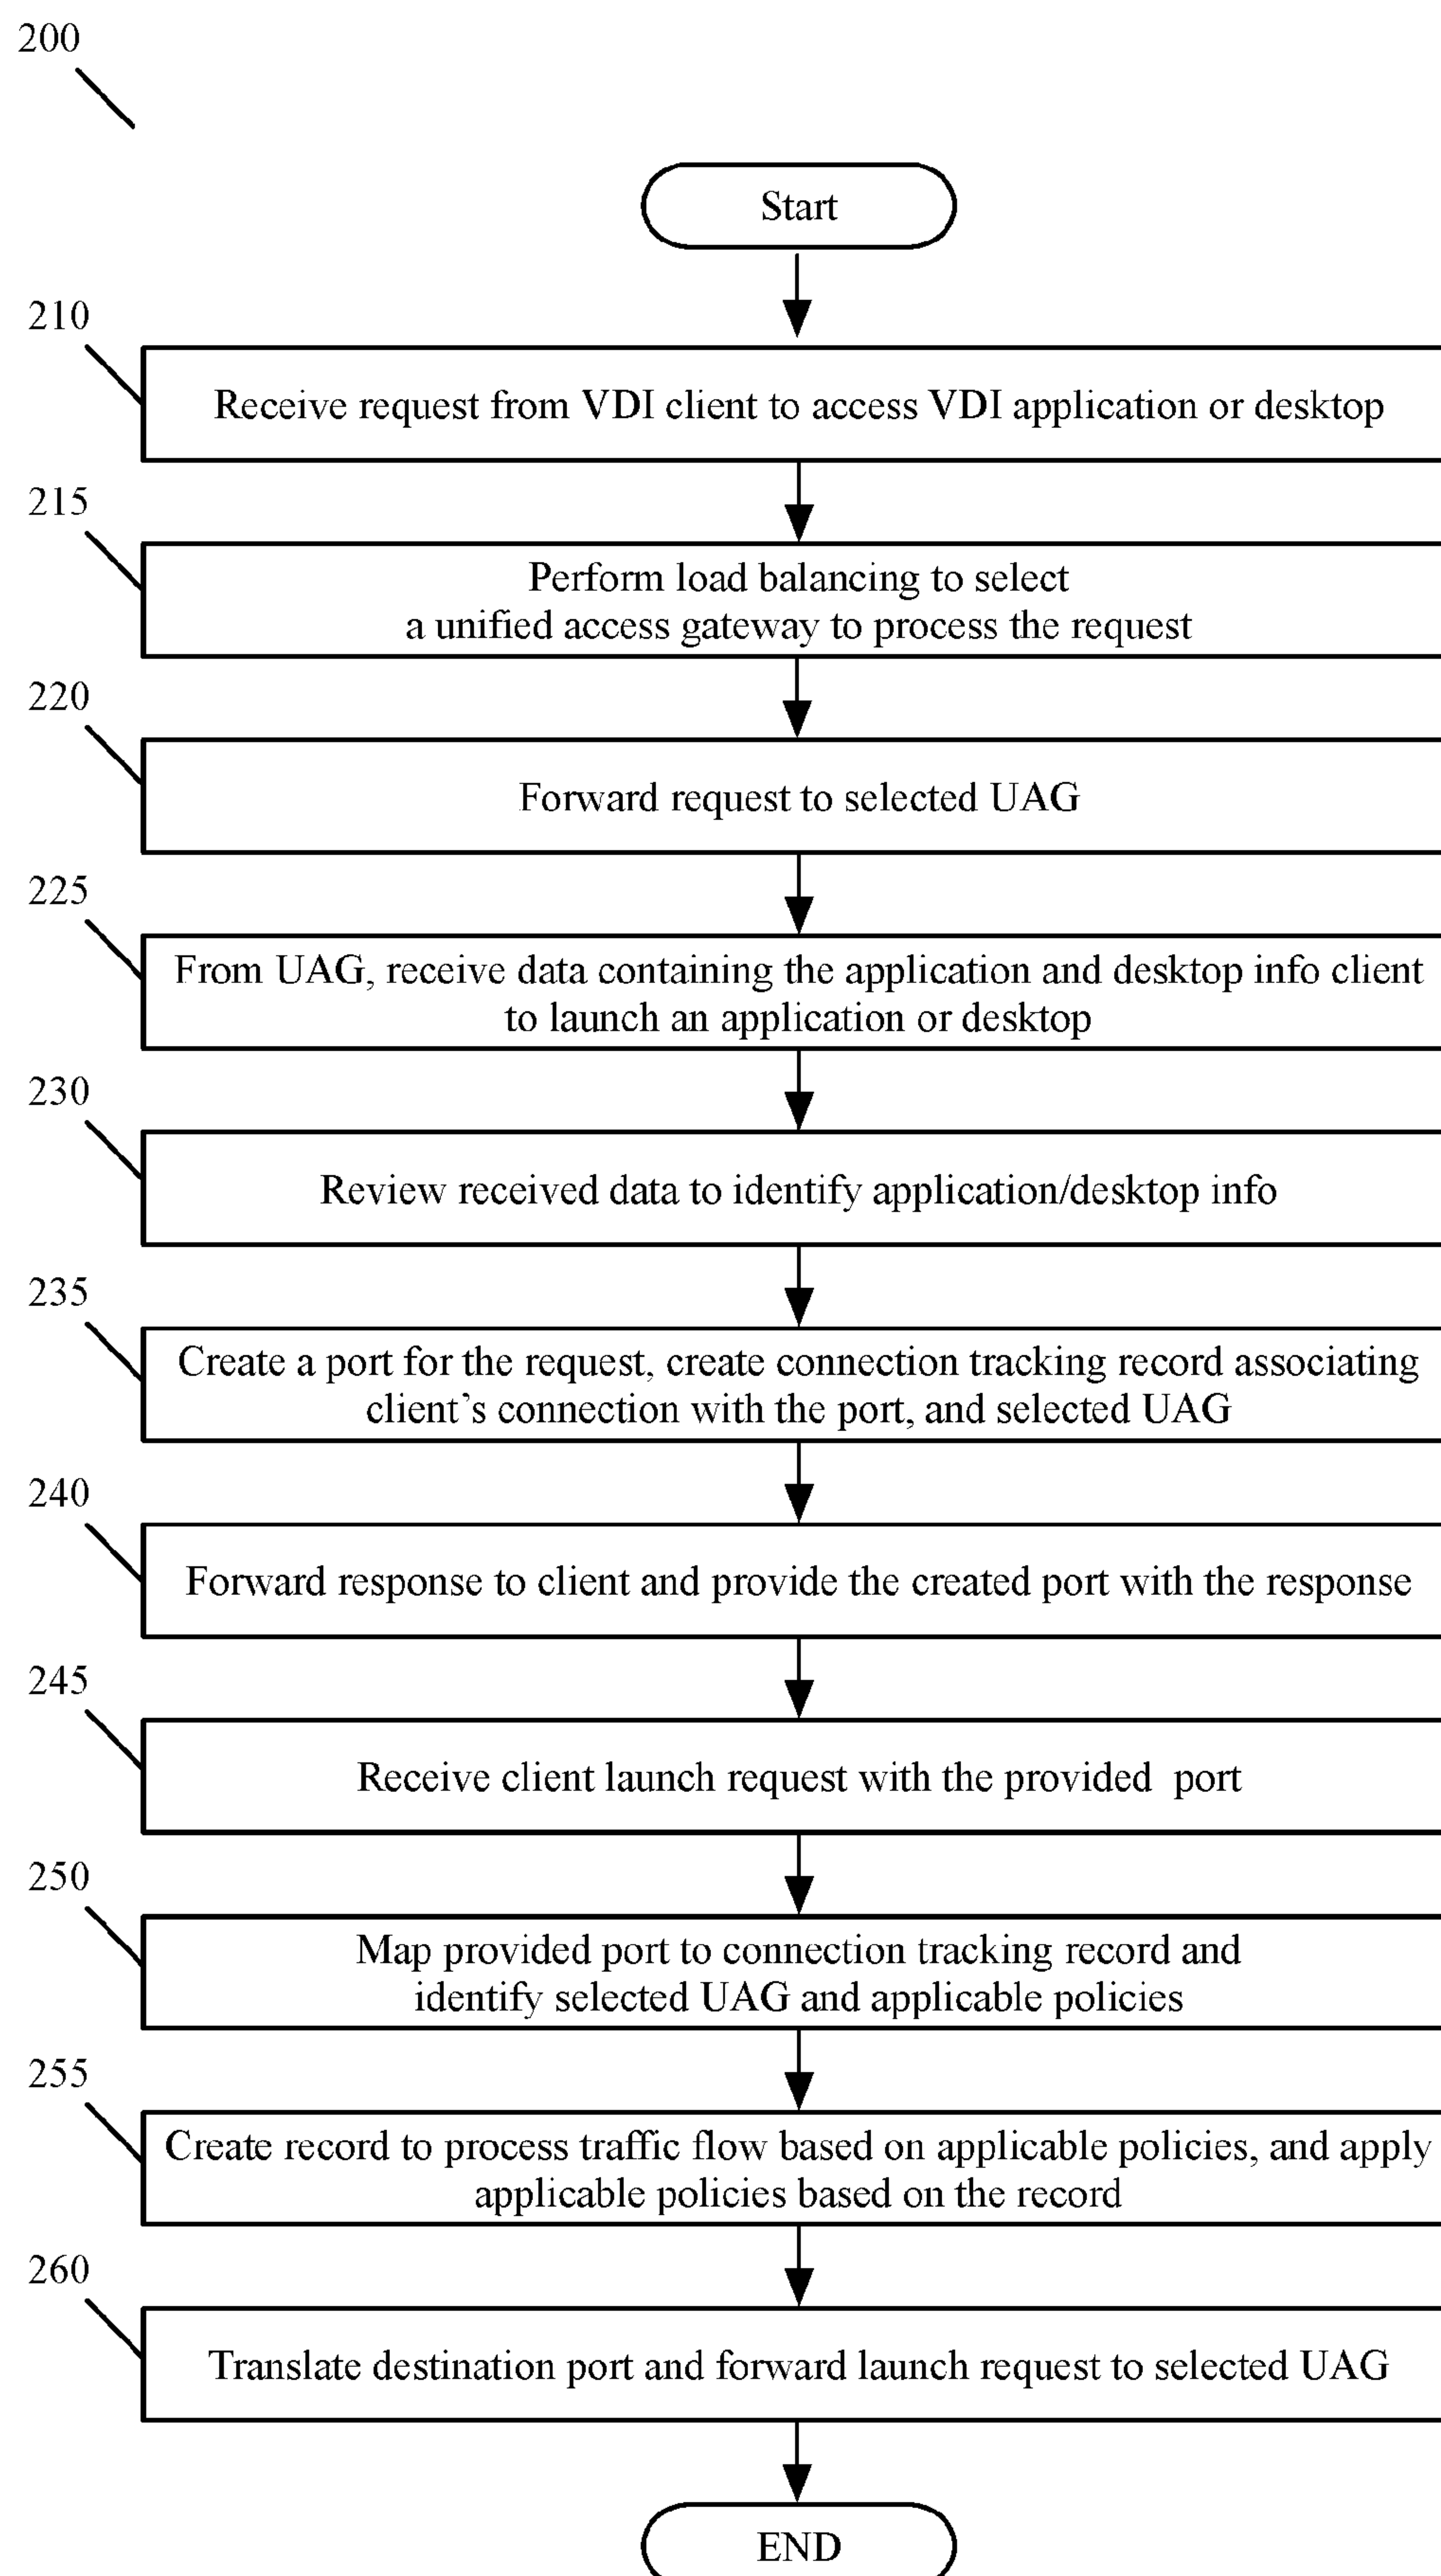 200
Start
210
Receive request from VDI client to access VDI application or desktop
215
Perform load balancing to select
a unified access gateway to process the request
220
Forward request to selected UAG
225
From UAG, receive data containing the application and desktop info client
to launch an application or desktop
230
Review received data to identify application/desktop info
235
Create a port for the request, create connection tracking record associating
client's connection with the port, and selected UAG
240
Forward response to client and provide the created port with the response
245
Receive client launch request with the provided port
250
Map provided port to connection tracking record and
identify selected UAG and applicable policies
255
Create record to process traffic flow based on applicable policies, and apply
applicable policies based on the record
260
Translate destination port and forward launch request to selected UAG
END